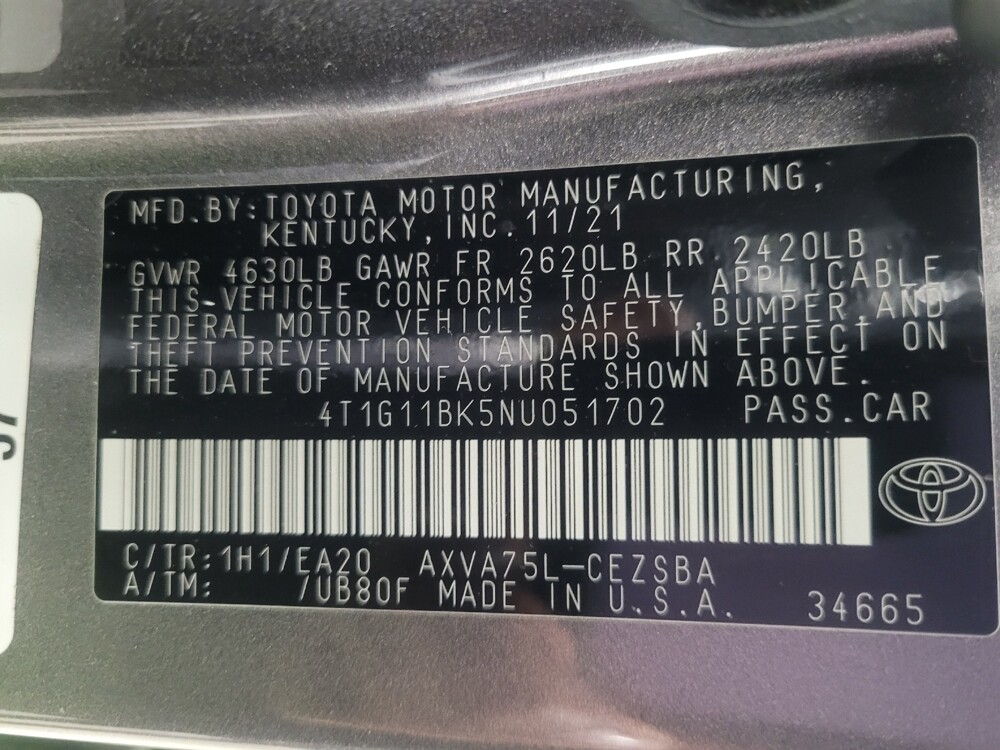 MFD.BY:TOYOTA MOTOR MANUFACTURING,
KENTUCKY,INC. 11/21
GVWR 4630LB GAWR FR 2620LB RR 2420LB
THIS VEHICLE CONFORMS TO ALL APPLICABLE
FEDERAL MOTOR VEHICLE SAFETY,BUMPER,AND
THEFT PREVENTION STANDARDS IN EFFECT ON
THE DATE OF MANUFACTURE SHOWN ABOVE.
4T1G11BK5NU051702 PASS.CAR
C/TR:1H1/EA20 AXVA75L-CEZSBA
A/TM: /UB80F MADE IN U.S.A. 34665